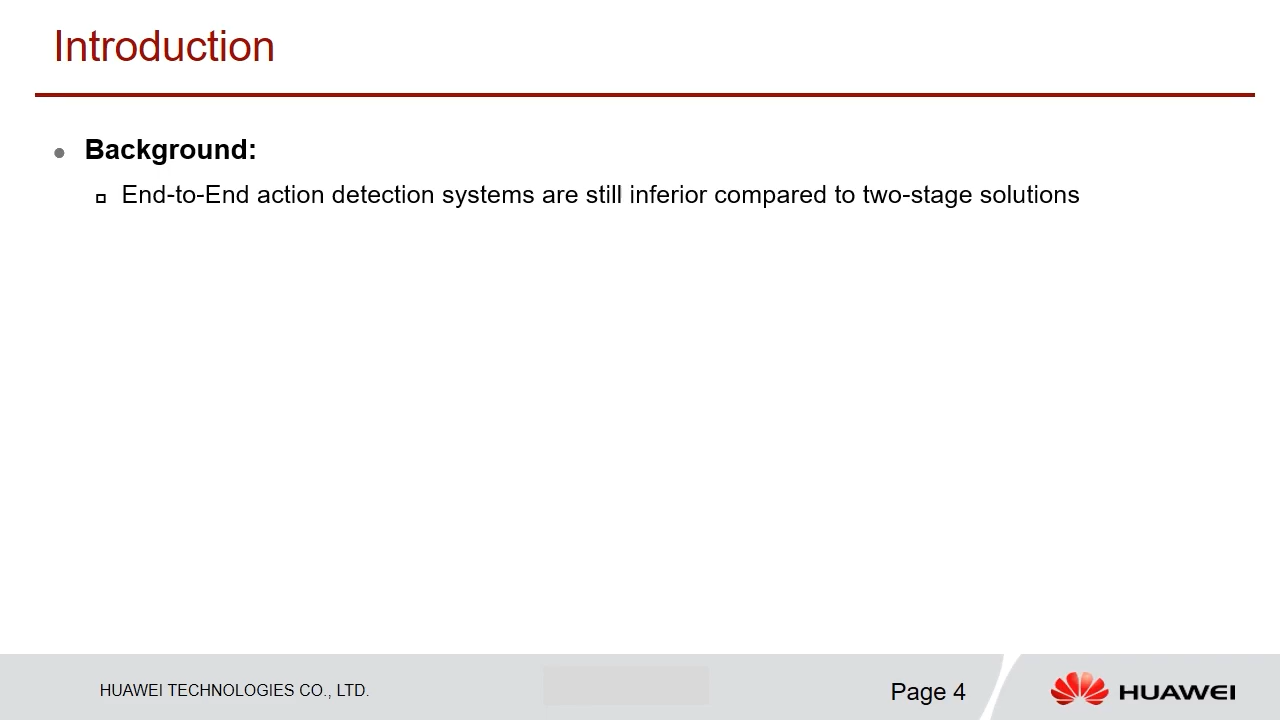 Introduction
Background:
End-to-End action detection systems are still inferior compared to two-stage solutions
HUAWEI TECHNOLOGIES CO., LTD.
Page 4
HUAWEI